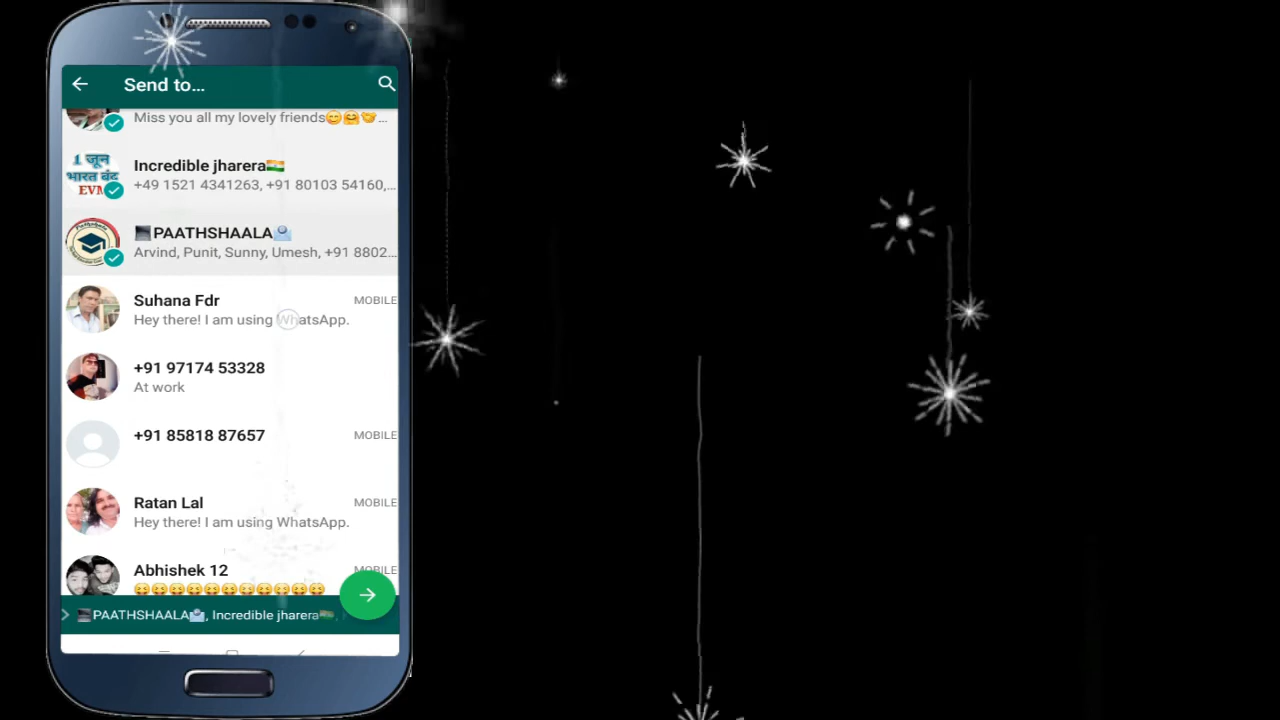 Send to...
Miss you all my lovely friends😊🤗🤝...
1 जून
भारत बंद
EVM
Incredible jharera🇮🇳
+49 1521 4341263, +91 80103 54160,...
PAATHSHAALA
Arvind, Punit, Sunny, Umesh, +91 8802...
Suhana Fdr MOBILE
Hey there! I am using WhatsApp.
+91 97174 53328
At work
+91 85818 87657 MOBILE
Ratan Lal MOBILE
Hey there! I am using WhatsApp.
Abhishek 12 MOBILE
😝😝😝😝😝😝😝😝😝😝😝
PAATHSHAALA, Incredible jharera🇮🇳,